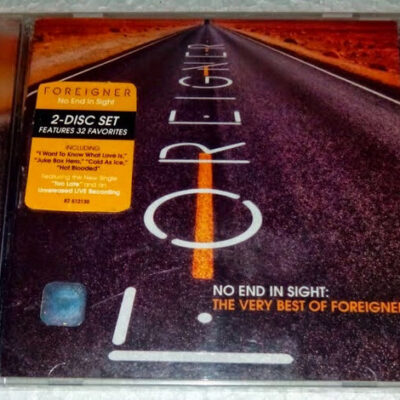 FOREIGNER
No End In Sight
2-DISC SET
FEATURES 32 FAVORITES
INCLUDING
"I Want To Know What Love Is,"
"Juke Box Hero," "Cold As Ice,"
"Hot Blooded"
Featuring the New Single
"Too Late" and an
Unreleased LIVE Recording
R2 512130
FOREIGNER
NO END IN SIGHT:
THE VERY BEST OF FOREIGNER